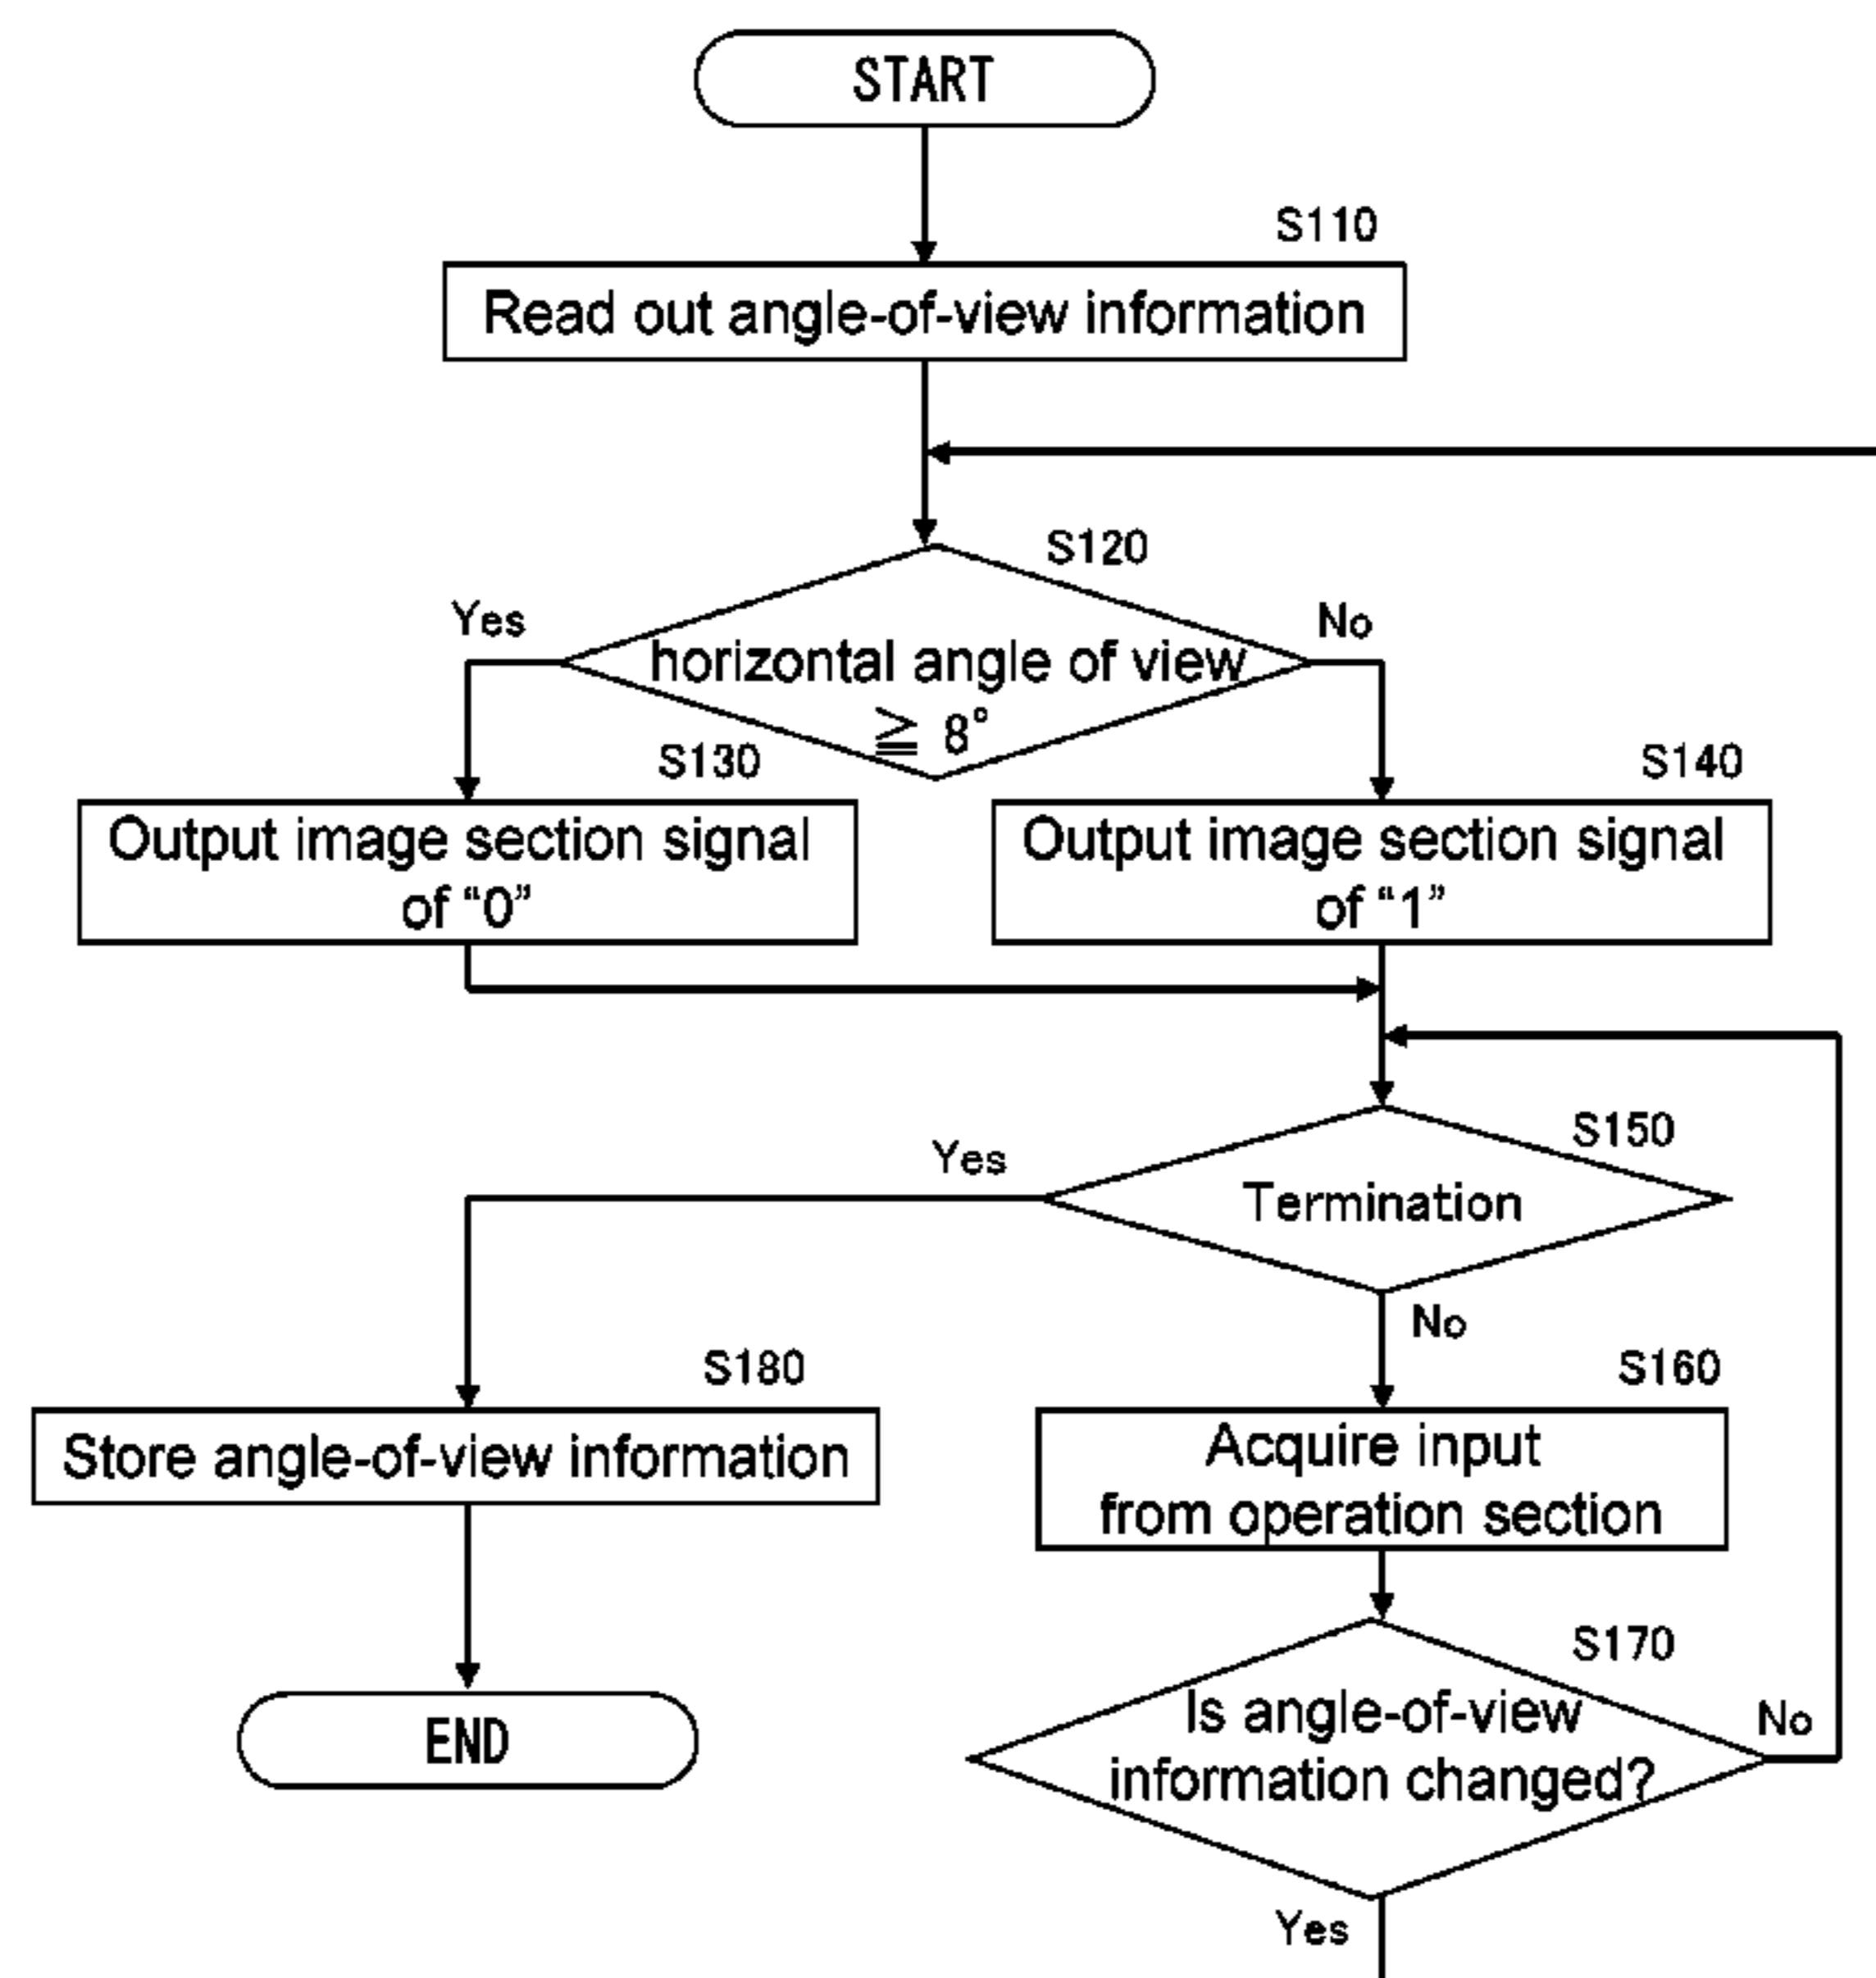 START
S110
Read out angle-of-view information
S120
Yes
No
horizontal angle of view
≧ 8°
S130
S140
Output image section signal
of “0”
Output image section signal
of “1”
S150
Yes
Termination
No
S180
S160
Store angle-of-view information
Acquire input
from operation section
S170
Is angle-of-view
information changed?
No
END
Yes